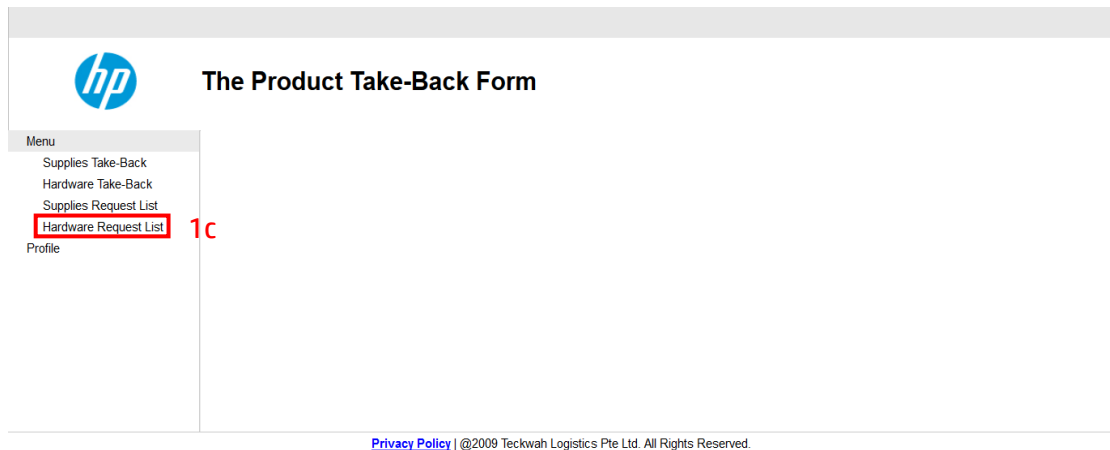 hp
The Product Take-Back Form
Menu
Supplies Take-Back
Hardware Take-Back
Supplies Request List
Hardware Request List 1c
Profile
Privacy Policy | @2009 Teckwah Logistics Pte Ltd. All Rights Reserved.